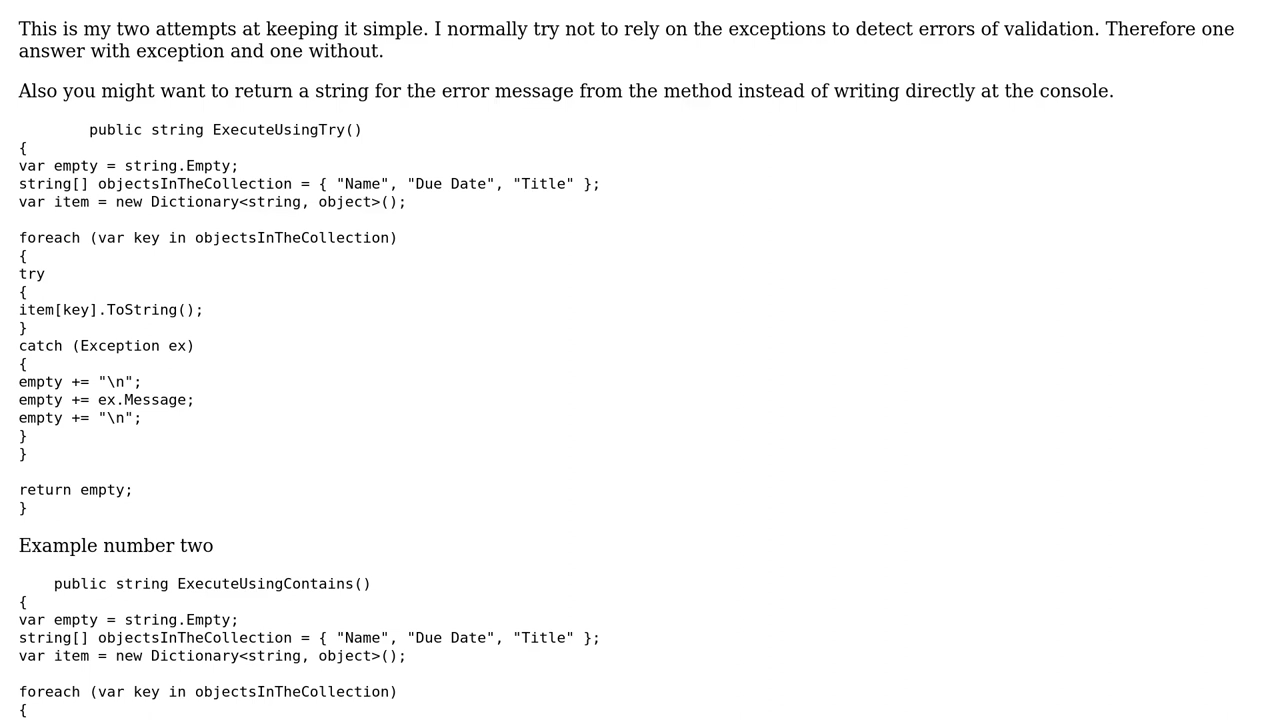 This is my two attempts at keeping it simple. I normally try not to rely on the exceptions to detect errors of validation. Therefore one
answer with exception and one without.
Also you might want to return a string for the error message from the method instead of writing directly at the console.
        public string ExecuteUsingTry()
{
var empty = string.Empty;
string[] objectsInTheCollection = { "Name", "Due Date", "Title" };
var item = new Dictionary<string, object>();

foreach (var key in objectsInTheCollection)
{
try
{
item[key].ToString();
}
catch (Exception ex)
{
empty += "\n";
empty += ex.Message;
empty += "\n";
}
}

return empty;
}
Example number two
    public string ExecuteUsingContains()
{
var empty = string.Empty;
string[] objectsInTheCollection = { "Name", "Due Date", "Title" };
var item = new Dictionary<string, object>();

foreach (var key in objectsInTheCollection)
{